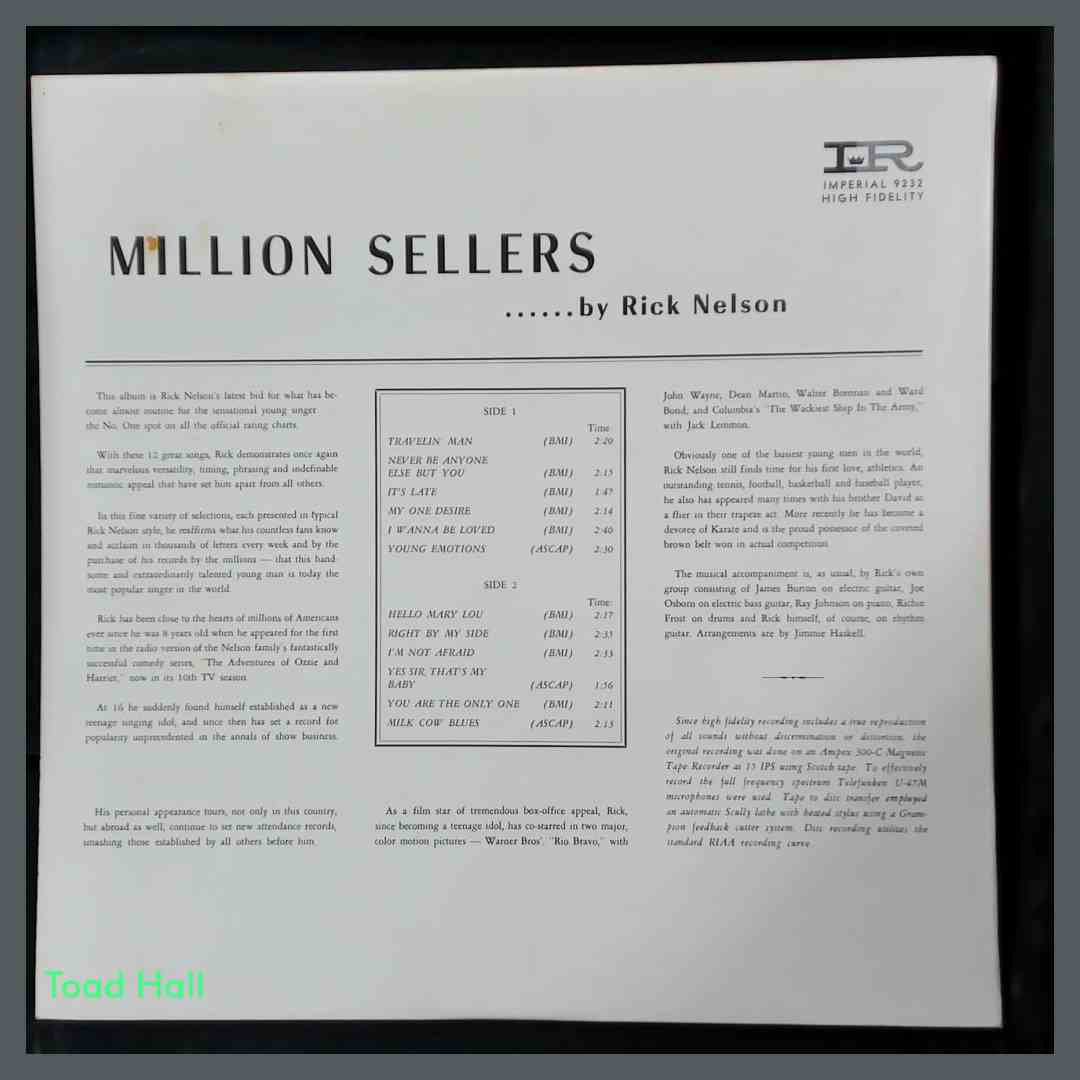 IR
IMPERIAL 9232
HIGH FIDELITY
MILLION SELLERS
......by Rick Nelson
This album is Rick Nelson's latest bid for what has be-
come almost routine for the sensational young singer
the No. One spot on all the official rating charts.
With these 12 great songs, Rick demonstrates once again
that marvelous versatility, timing, phrasing and indefinable
romantic appeal that have set him apart from all others.
In this fine variety of selections, each presented in typical
Rick Nelson style, he reaffirms what his countless fans know
and acclaim in thousands of letters every week and by the
purchase of his records by the millions — that this hand-
some and extraordinarily talented young man is today the
most popular singer in the world.
Rick has been close to the hearts of millions of Americans
ever since he was 8 years old when he appeared for the first
time in the radio version of the Nelson family's fantastically
successful comedy series, "The Adventures of Ozzie and
Harriet," now in its 10th TV season.
At 16 he suddenly found himself established as a new
teenage singing idol, and since then has set a record for
popularity unprecedented in the annals of show business.
His personal appearance tours, not only in this country,
but abroad as well, continue to set new attendance records,
smashing those established by all others before him.
SIDE 1
Time:
TRAVELIN' MAN (BMI) 2:20
NEVER BE ANYONE
ELSE BUT YOU (BMI) 2:15
IT'S LATE (BMI) 1:47
MY ONE DESIRE (BMI) 2:14
I WANNA BE LOVED (BMI) 2:40
YOUNG EMOTIONS (ASCAP) 2:30
SIDE 2
Time:
HELLO MARY LOU (BMI) 2:17
RIGHT BY MY SIDE (BMI) 2:35
I'M NOT AFRAID (BMI) 2:33
YES SIR, THAT'S MY
BABY (ASCAP) 1:56
YOU ARE THE ONLY ONE (BMI) 2:11
MILK COW BLUES (ASCAP) 2:13
As a film star of tremendous box-office appeal, Rick,
since becoming a teenage idol, has co-starred in two major,
color motion pictures — Warner Bros'. "Rio Bravo," with
John Wayne, Dean Martin, Walter Brennan and Ward
Bond; and Columbia's "The Wackiest Ship In The Army,"
with Jack Lemmon.
Obviously one of the busiest young men in the world,
Rick Nelson still finds time for his first love, athletics. An
outstanding tennis, football, basketball and baseball player,
he also has appeared many times with his brother David as
a flier in their trapeze act. More recently he has become a
devotee of Karate and is the proud possessor of the coveted
brown belt won in actual competition.
The musical accompaniment is, as usual, by Rick's own
group consisting of James Burton on electric guitar, Joe
Osborn on electric bass guitar, Ray Johnson on piano, Richie
Frost on drums and Rick himself, of course, on rhythm
guitar. Arrangements are by Jimmie Haskell.
Since high fidelity recording includes a true reproduction
of all sounds without discrimination or distortion, the
original recording was done on an Ampex 300-C Magnetic
Tape Recorder at 15 IPS using Scotch tape. To effectively
record the full frequency spectrum Telefunken U-47M
microphones were used. Tape to disc transfer employed
an automatic Scully lathe with heated stylus using a Gram-
pion feedback cutter system. Disc recording utilizes the
standard RIAA recording curve.
Toad Hall